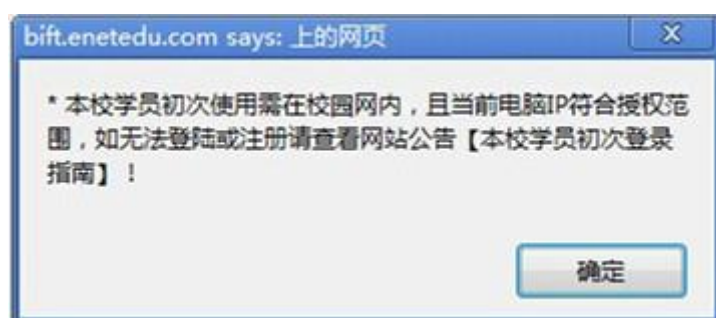 bift.enetedu.com says: 上的网页
* 本校学员初次使用需在校园网内，且当前电脑IP符合授权范
围，如无法登陆或注册请查看网站公告【本校学员初次登录
指南】！
确定